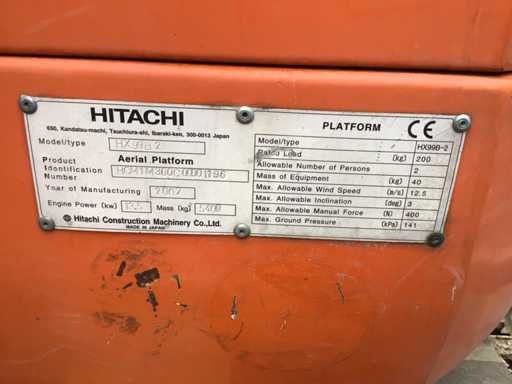 HITACHI
650, Kandatsu-machi, Tsuchiura-shi, Ibaraki-ken, 300-0013 Japan
Model/type HX99B-2
Aerial Platform
Product Identification Number
Year of Manufacturing 2007
Engine Power (kw) Mass (kg) 5400
Hitachi Construction Machinery Co.,Ltd.
MADE IN JAPAN
PLATFORM CE
Model/type HX99B-2
Rated Load (kg) 200
Allowable Number of Persons 2
Mass of Equipment (kg) 40
Max. Allowable Wind Speed (m/s) 12.5
Max. Allowable Inclination (deg) 3
Max. Allowable Manual Force (N) 400
Max. Ground Pressure (kPa) 141